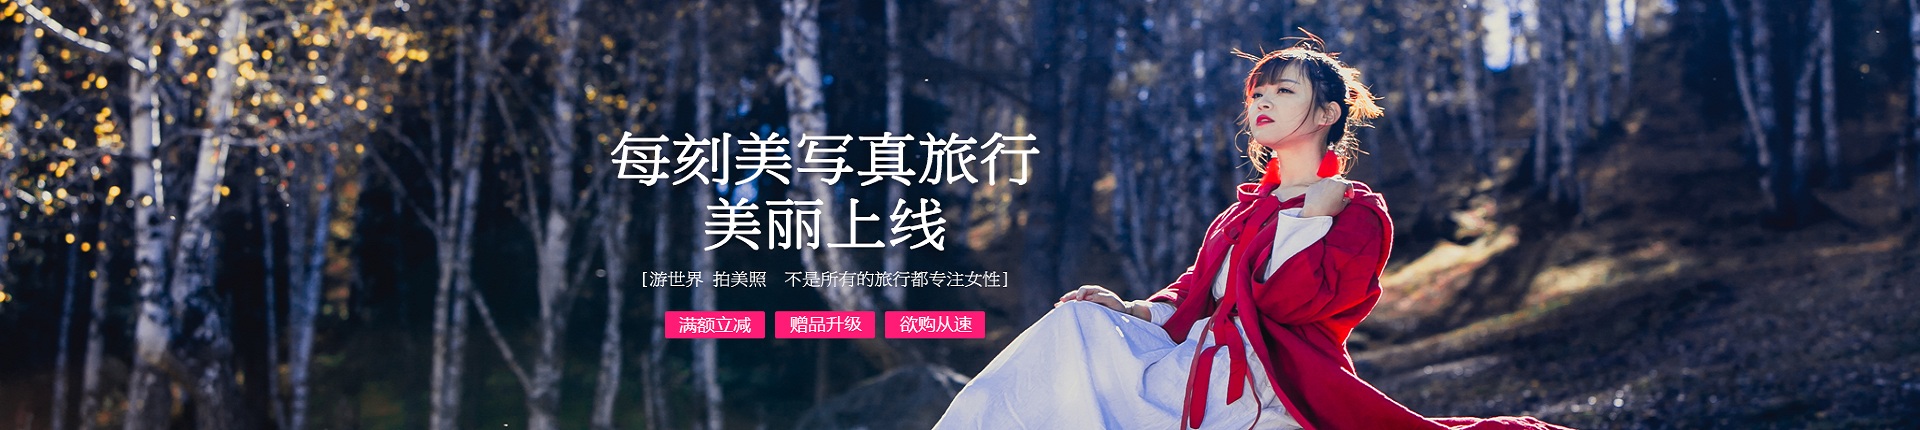 每刻美写真旅行
美丽上线
[游世界 拍美照 不是所有的旅行都专注女性]
满额立减 赠品升级 欲购从速